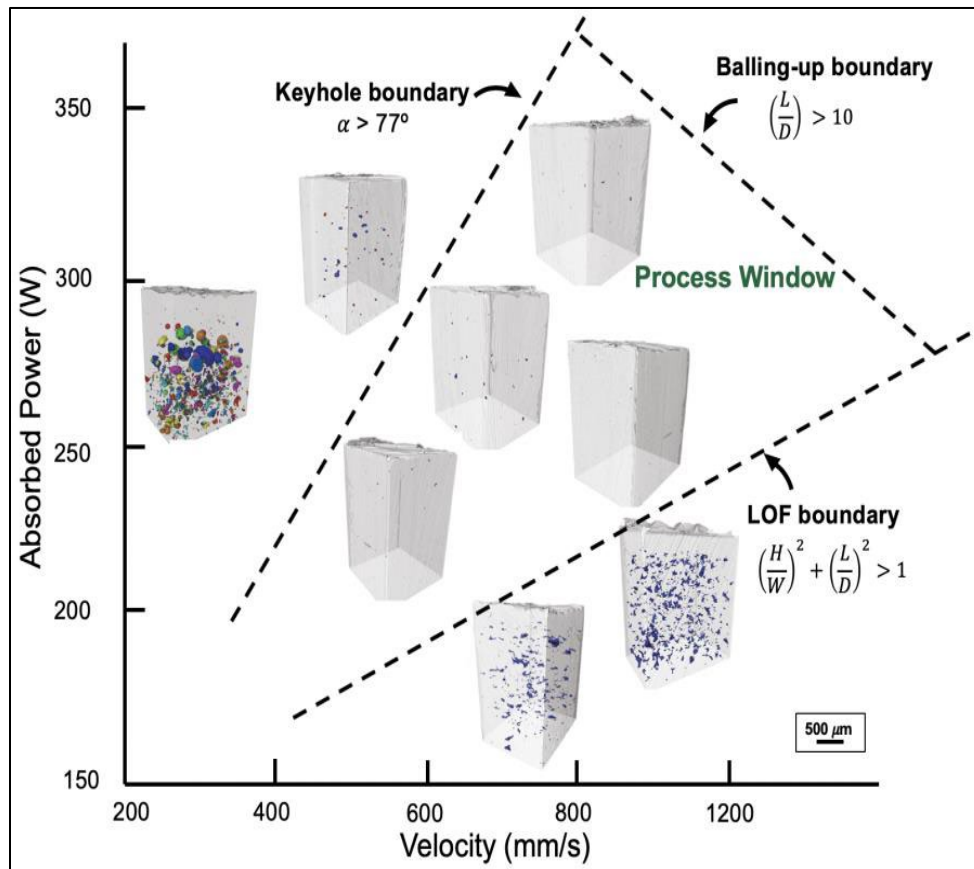 350
300
250
200
150
200
400
600
800
1200
Absorbed Power (W)
Velocity (mm/s)
Keyhole boundary
α > 77º
Balling-up boundary
(L/D) > 10
Process Window
LOF boundary
(H/W)² + (L/D)² > 1
500 μm